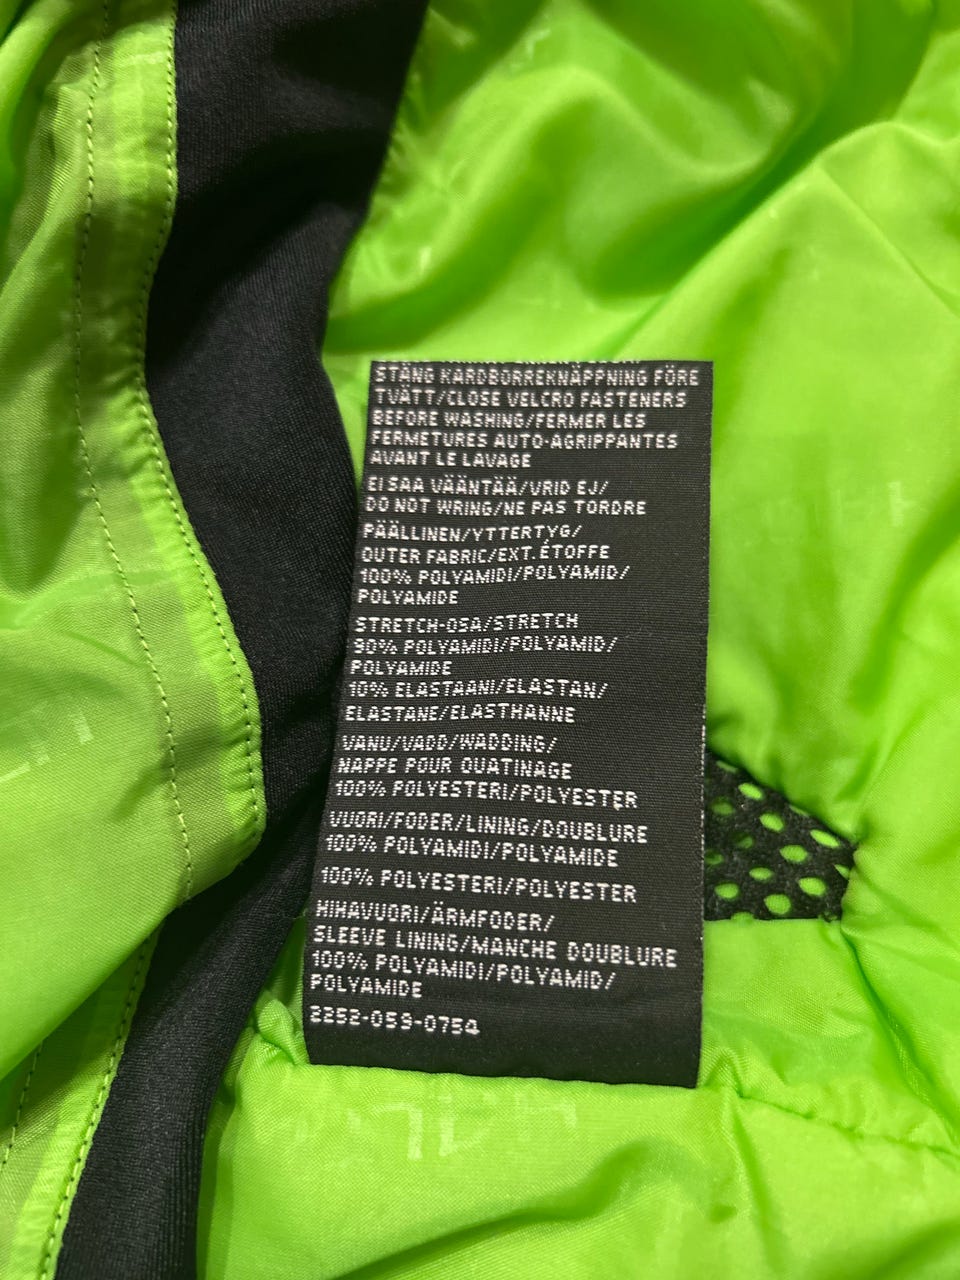 STÄNG KARDBORREKNÄPPNING FÖRE
TVÄTT/CLOSE VELCRO FASTENERS
BEFORE WASHING/FERMER LES
FERMETURES AUTO-AGRIPPANTES
AVANT LE LAVAGE
EI SAA VÄÄNTÄÄ/VRID EJ/
DO NOT WRING/NE PAS TORDRE
PÄÄLLINEN/YTTERTYG/
OUTER FABRIC/EXT.ÉTOFFE
100% POLYAMIDI/POLYAMID/
POLYAMIDE
STRETCH-OSA/STRETCH
90% POLYAMIDI/POLYAMID/
POLYAMIDE
10% ELASTAANI/ELASTAN/
ELASTANE/ELASTHANNE
VANU/VADD/WADDING/
NAPPE POUR OUATINAGE
100% POLYESTERI/POLYESTER
VUORI/FODER/LINING/DOUBLURE
100% POLYAMIDI/POLYAMIDE
100% POLYESTERI/POLYESTER
HIHAVUORI/ÄRMFODER/
SLEEVE LINING/MANCHE DOUBLURE
100% POLYAMIDI/POLYAMID/
POLYAMIDE
2252-059-0754